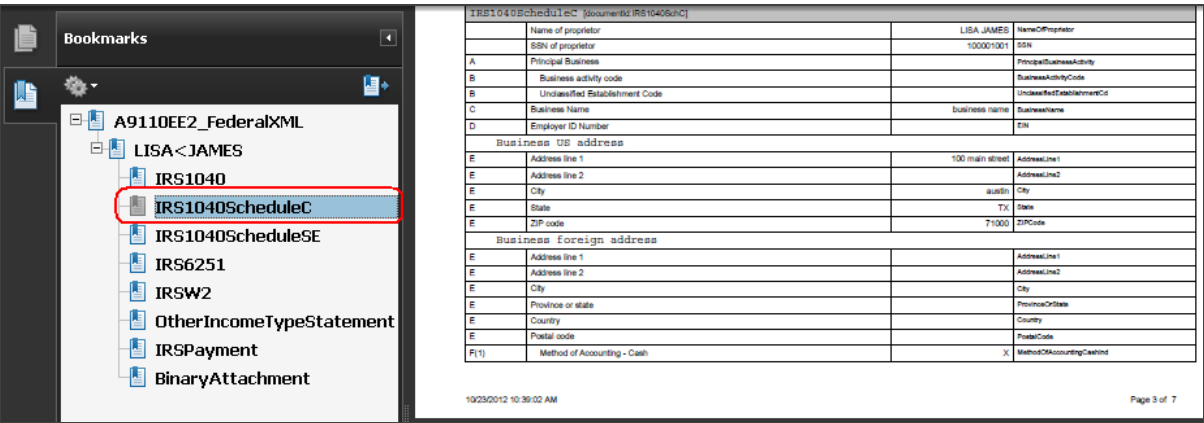 Bookmarks
A9110EE2_FederalXML
LISA<JAMES
IRS1040
IRS1040ScheduleC
IRS1040ScheduleSE
IRS6251
IRSW2
OtherIncomeTypeStatement
IRSPayment
BinaryAttachment
IRS1040ScheduleC [documentId:IRS1040SchC]
Name of proprietor LISA JAMES NameOfProprietor
SSN of proprietor 100001001 SSN
A Principal Business PrincipalBusinessActivity
B Business activity code BusinessActivityCode
B Unclassified Establishment Code UnclassifiedEstablishmentCd
C Business Name business name BusinessName
D Employer ID Number EIN
Business US address
E Address line 1 100 main street AddressLine1
E Address line 2 AddressLine2
E City austin City
E State TX State
E ZIP code 71000 ZIPCode
Business foreign address
E Address line 1 AddressLine1
E Address line 2 AddressLine2
E City City
E Province or state ProvinceOrState
E Country Country
E Postal code PostalCode
F(1) Method of Accounting - Cash X MethodOfAccountingCashInd
10/23/2012 10:39:02 AM Page 3 of 7